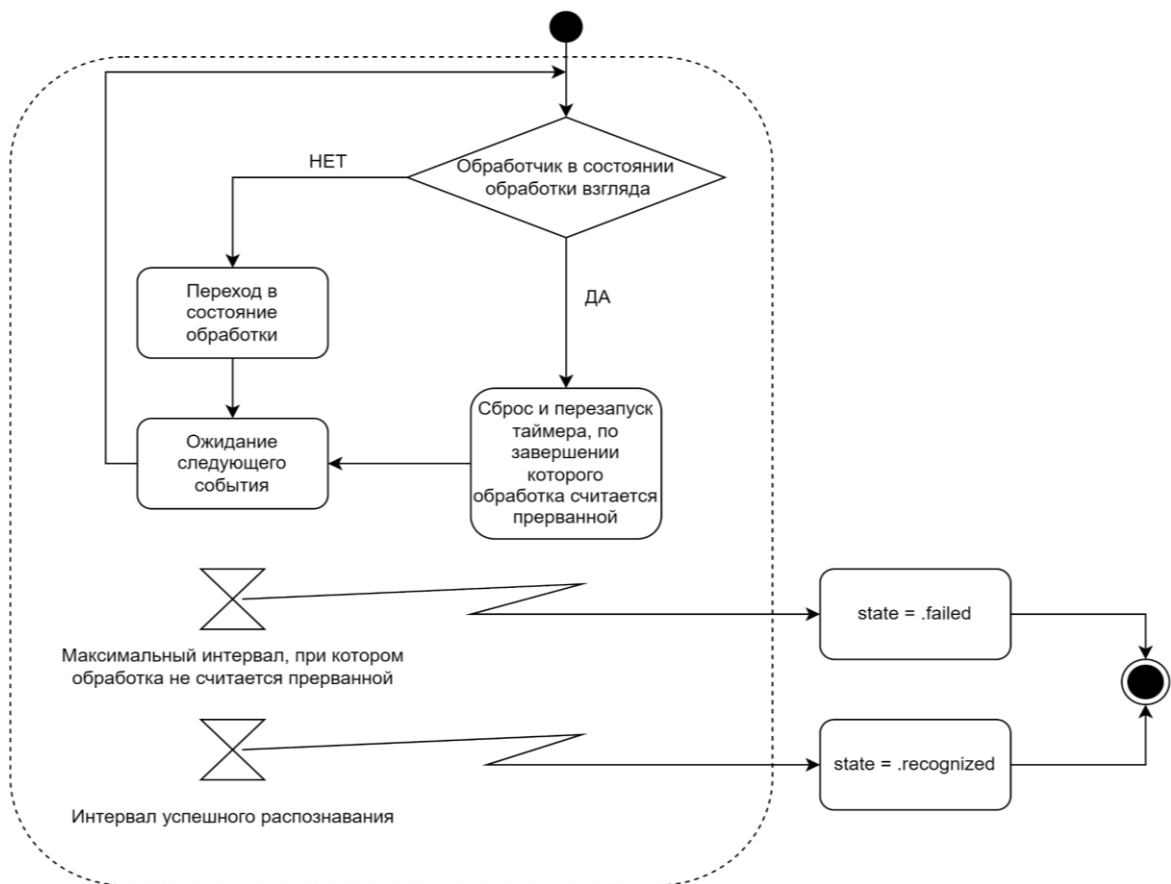 Обработчик в состоянии
обработки взгляда
НЕТ
ДА
Переход в
состояние
обработки
Ожидание
следующего
события
Сброс и перезапуск
таймера, по
завершении
которого
обработка считается
прерванной
Максимальный интервал, при котором
обработка не считается прерванной
state = .failed
Интервал успешного распознавания
state = .recognized